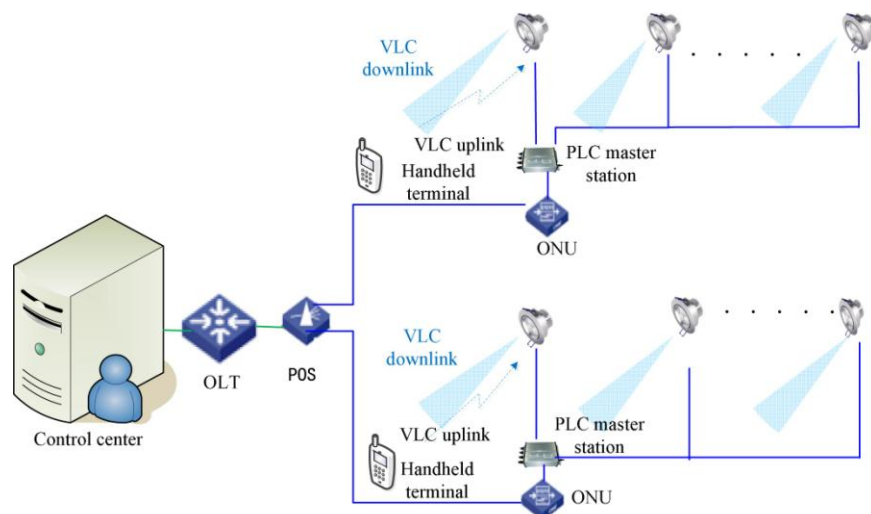 VLC
downlink
VLC uplink
Handheld
terminal
PLC master
station
ONU
Control center
OLT
POS
VLC
downlink
VLC uplink
Handheld
terminal
PLC master
station
ONU